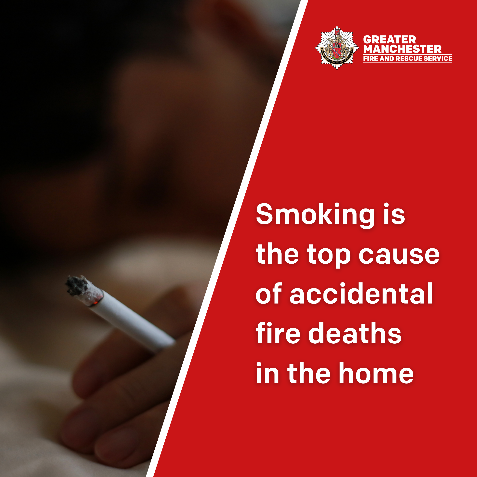 GREATER
MANCHESTER
FIRE AND RESCUE SERVICE
Smoking is
the top cause
of accidental
fire deaths
in the home